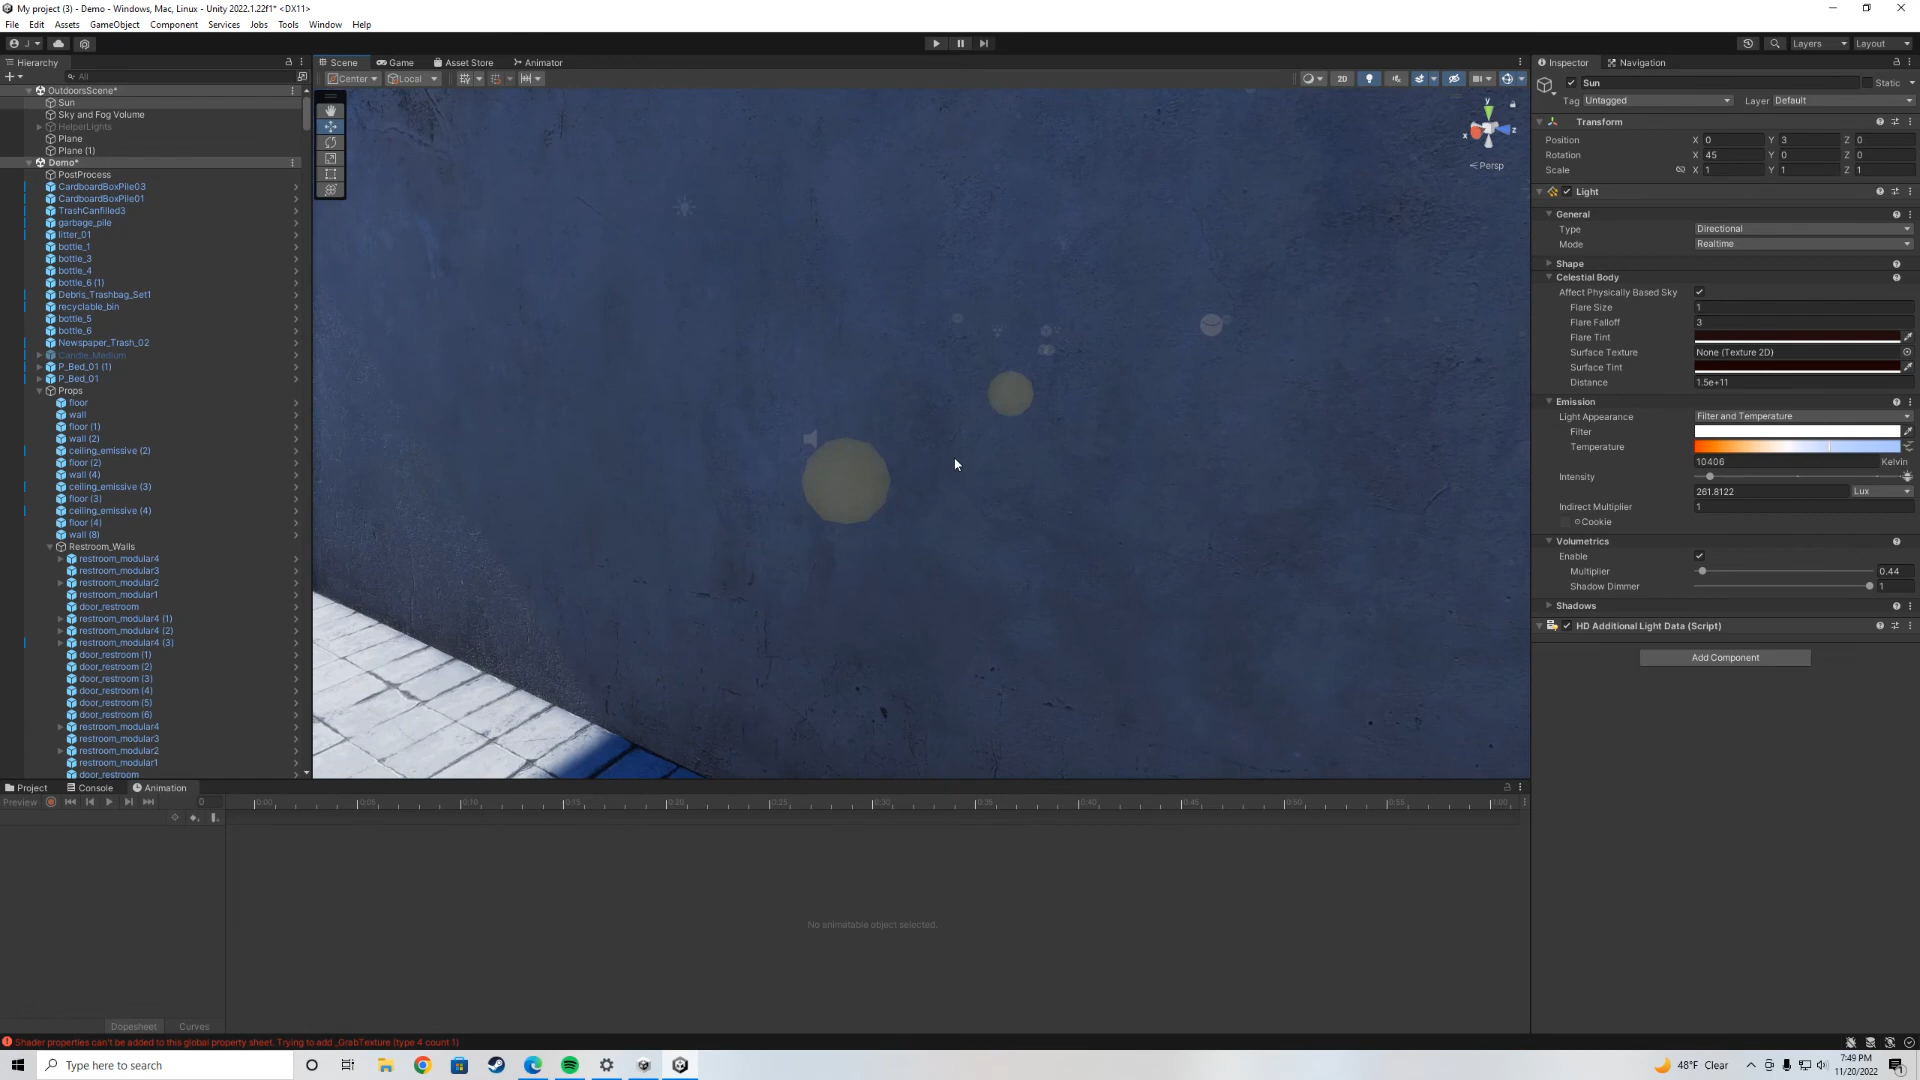 My project (3) - Demo - Windows, Mac, Linux - Unity 2022.1.22f1* <DX11>
File Edit Assets GameObject Component Services Jobs Tools Window Help
J Layers Layout
Hierarchy Scene Game Asset Store Animator Inspector Navigation
All Center Local 2D
OutdoorsScene*
Sun
Sky and Fog Volume
HelperLights
Plane
Plane (1)
Demo*
PostProcess
CardboardBoxPile03
CardboardBoxPile01
TrashCanfilled3
garbage_pile
litter_01
bottle_1
bottle_3
bottle_4
bottle_6 (1)
Debris_Trashbag_Set1
recyclable_bin
bottle_5
bottle_6
Newspaper_Trash_02
Candle_Medium
P_Bed_01 (1)
P_Bed_01
Props
floor
wall
floor (1)
wall (2)
ceiling_emissive (2)
floor (2)
wall (4)
ceiling_emissive (3)
floor (3)
ceiling_emissive (4)
floor (4)
wall (8)
Restroom_Walls
restroom_modular4
restroom_modular3
restroom_modular2
restroom_modular1
door_restroom
restroom_modular4 (1)
restroom_modular4 (2)
restroom_modular4 (3)
door_restroom (1)
door_restroom (2)
door_restroom (3)
door_restroom (4)
door_restroom (5)
door_restroom (6)
restroom_modular4
restroom_modular3
restroom_modular2
restroom_modular1
door_restroom
y
x z
Persp
Sun Static
Tag Untagged Layer Default
Transform
Position X 0 Y 3 Z 0
Rotation X 45 Y 0 Z 0
Scale X 1 Y 1 Z 1
Light
General
Type Directional
Mode Realtime
Shape
Celestial Body
Affect Physically Based Sky
Flare Size 1
Flare Falloff 3
Flare Tint
Surface Texture None (Texture 2D)
Surface Tint
Distance 1.5e+11
Emission
Light Appearance Filter and Temperature
Filter
Temperature
10406 Kelvin
Intensity
261.8122 Lux
Indirect Multiplier 1
Cookie
Volumetrics
Enable
Multiplier 0.44
Shadow Dimmer 1
Shadows
HD Additional Light Data (Script)
Add Component
Project Console Animation
Preview 0 0:00 0:05 0:10 0:15 0:20 0:25 0:30 0:35 0:40 0:45 0:50 0:55 1:00
No animatable object selected.
Dopesheet Curves
Shader properties can't be added to this global property sheet. Trying to add _GrabTexture (type 4 count 1)
Type here to search
48°F Clear
7:49 PM
11/20/2022
1